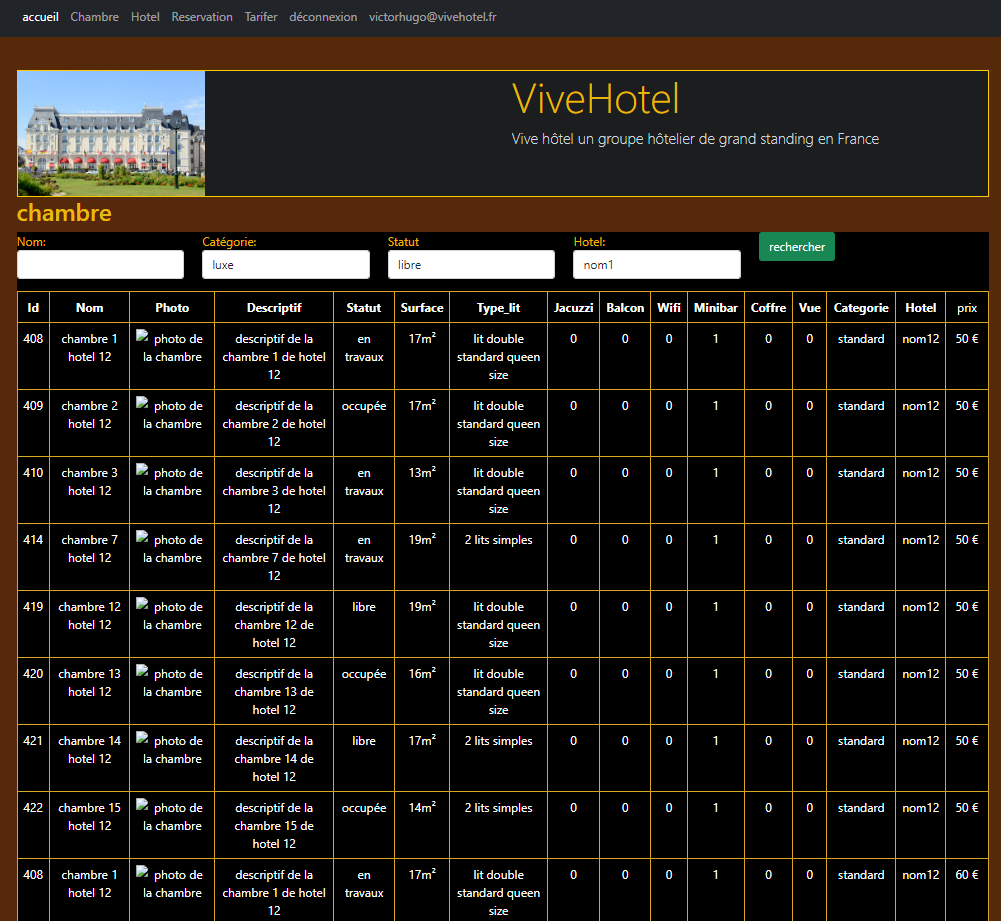 accueil Chambre Hotel Reservation Tarifer déconnexion victorhugo@vivehotel.fr
ViveHotel
Vive hôtel un groupe hôtelier de grand standing en France
chambre
Nom: Catégorie: Statut Hotel: rechercher
luxe libre nom1
Id Nom Photo Descriptif Statut Surface Type_lit Jacuzzi Balcon Wifi Minibar Coffre Vue Categorie Hotel prix
408 chambre 1 photo de descriptif de la en 17m² lit double 0 0 0 1 0 0 standard nom12 50 €
hotel 12 la chambre chambre 1 de hotel travaux standard queen
12 size
409 chambre 2 photo de descriptif de la occupée 17m² lit double 0 0 0 1 0 0 standard nom12 50 €
hotel 12 la chambre chambre 2 de hotel standard queen
12 size
410 chambre 3 photo de descriptif de la en 13m² lit double 0 0 0 1 0 0 standard nom12 50 €
hotel 12 la chambre chambre 3 de hotel travaux standard queen
12 size
414 chambre 7 photo de descriptif de la en 19m² 2 lits simples 0 0 0 1 0 0 standard nom12 50 €
hotel 12 la chambre chambre 7 de hotel travaux
12
419 chambre 12 photo de descriptif de la libre 19m² lit double 0 0 0 1 0 0 standard nom12 50 €
hotel 12 la chambre chambre 12 de standard queen
hotel 12 size
420 chambre 13 photo de descriptif de la occupée 16m² lit double 0 0 0 1 0 0 standard nom12 50 €
hotel 12 la chambre chambre 13 de standard queen
hotel 12 size
421 chambre 14 photo de descriptif de la libre 17m² 2 lits simples 0 0 0 1 0 0 standard nom12 50 €
hotel 12 la chambre chambre 14 de
hotel 12
422 chambre 15 photo de descriptif de la occupée 14m² 2 lits simples 0 0 0 1 0 0 standard nom12 50 €
hotel 12 la chambre chambre 15 de
hotel 12
408 chambre 1 photo de descriptif de la en 17m² lit double 0 0 0 1 0 0 standard nom12 60 €
hotel 12 la chambre chambre 1 de hotel travaux standard queen
12 size